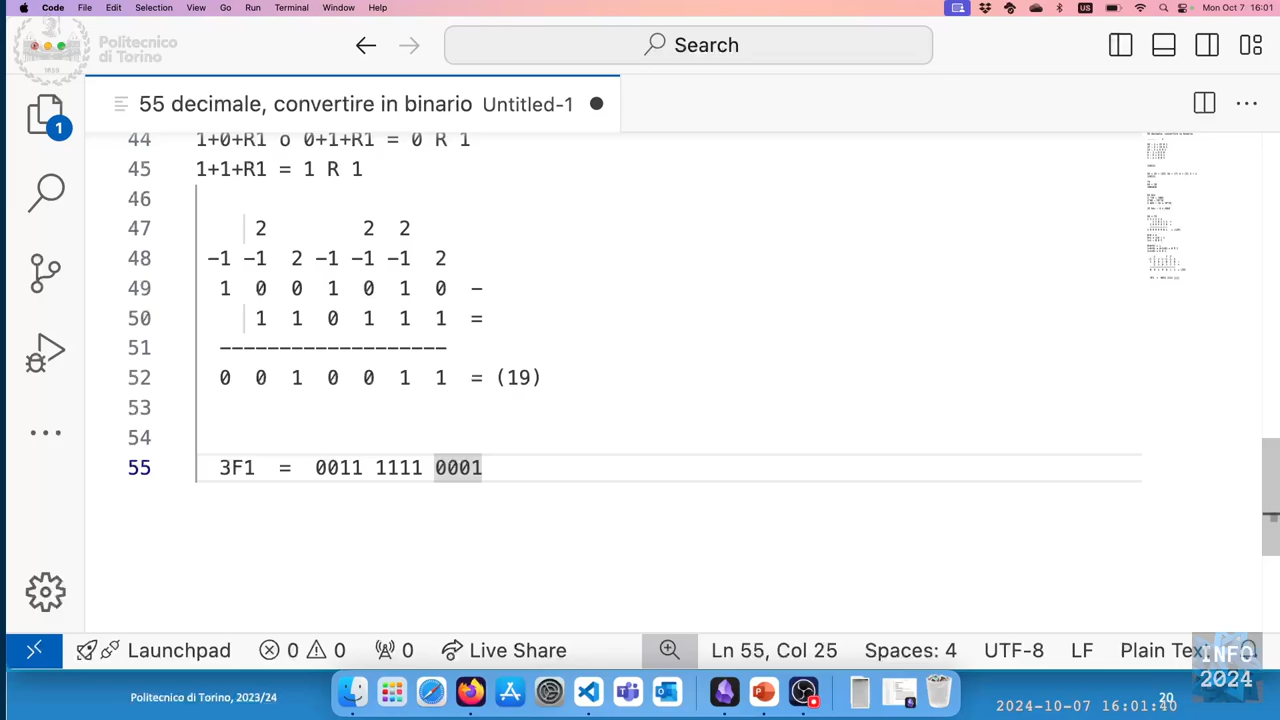 Code File Edit Selection View Go Run Terminal Window Help US Mon Oct 7 16:01
Politecnico
di Torino
Search
55 decimale, convertire in binario Untitled-1
1
44 1+0+R1 o 0+1+R1 = 0 R 1
45 1+1+R1 = 1 R 1
46
47 2 2 2
48 -1 -1 2 -1 -1 -1 2
49 1 0 0 1 0 1 0 -
50 1 1 0 1 1 1 =
51 -------------------
52 0 0 1 0 0 1 1 = (19)
53
54
55 3F1 = 0011 1111 0001
Launchpad 0 0 0 Live Share Ln 55, Col 25 Spaces: 4 UTF-8 LF Plain Text
INFO
2024
Politecnico di Torino, 2023/24
20
2024-10-07 16:01:40